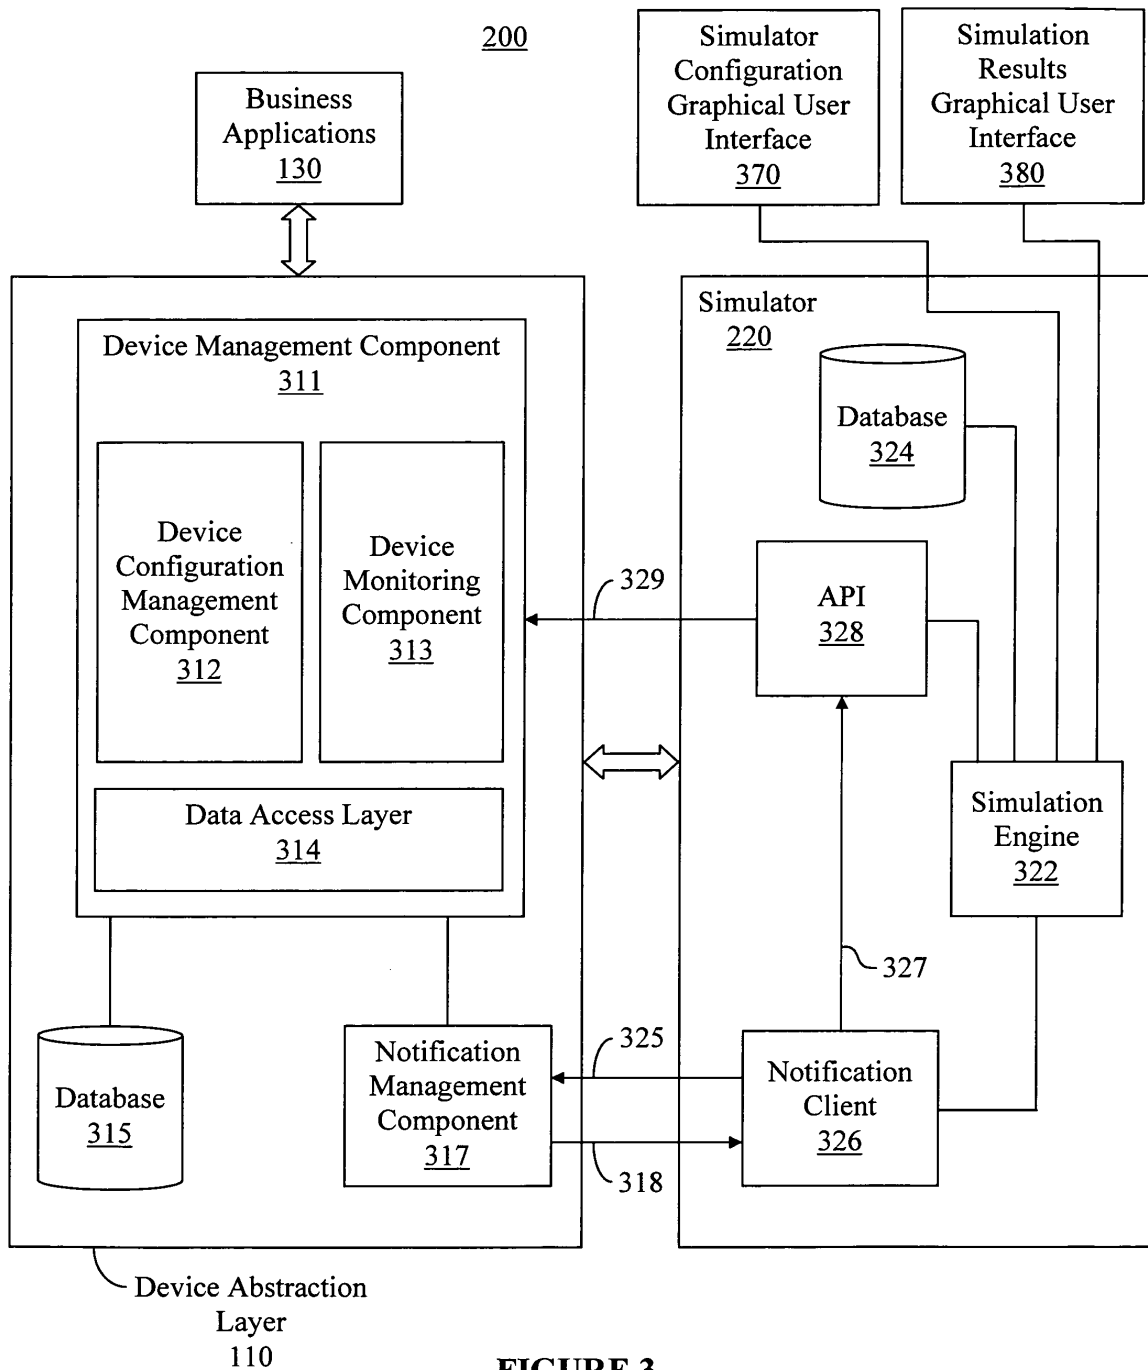 200
Business
Applications
130
Simulator
Configuration
Graphical User
Interface
370
Simulation
Results
Graphical User
Interface
380
Device Management Component
311
Device
Configuration
Management
Component
312
Device
Monitoring
Component
313
Data Access Layer
314
Database
315
Notification
Management
Component
317
Device Abstraction
Layer
110
Simulator
220
Database
324
API
328
329
Simulation
Engine
322
327
325
318
Notification
Client
326
FIGURE 3